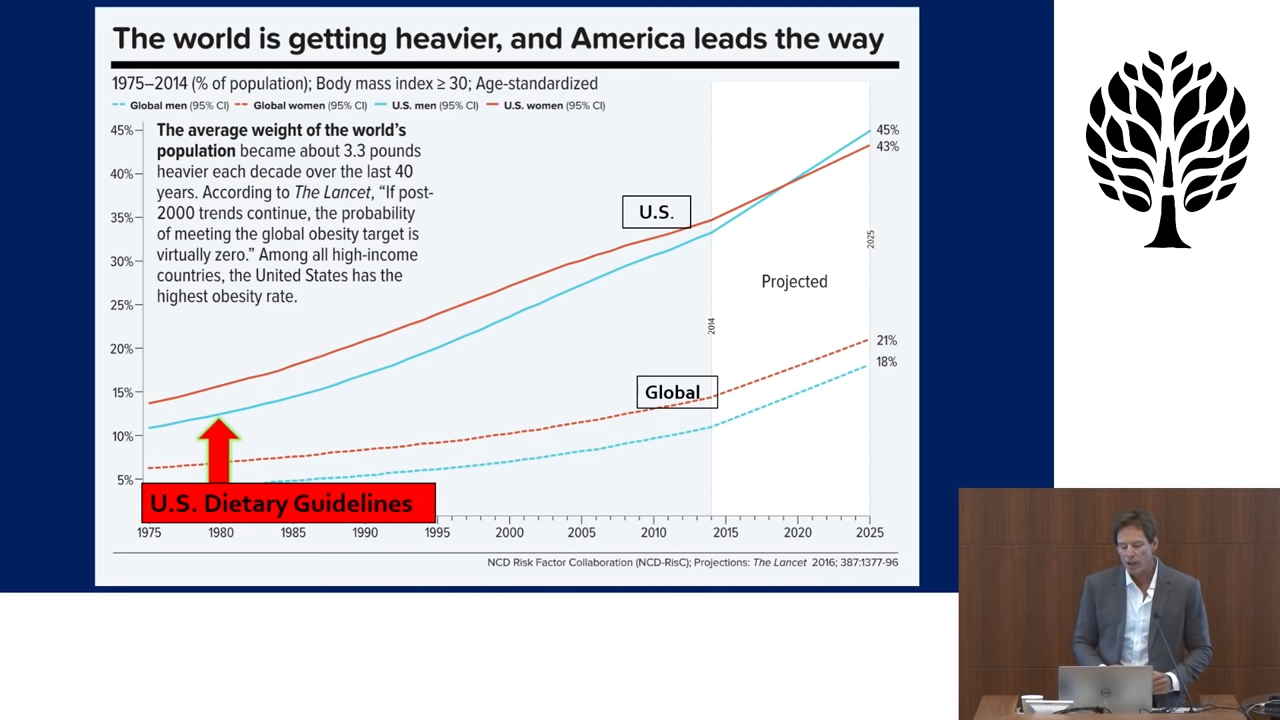 The world is getting heavier, and America leads the way
1975–2014 (% of population); Body mass index ≥ 30; Age-standardized
Global men (95% CI) Global women (95% CI) U.S. men (95% CI) U.S. women (95% CI)
The average weight of the world's
population became about 3.3 pounds
heavier each decade over the last 40
years. According to The Lancet, “If post-
2000 trends continue, the probability
of meeting the global obesity target is
virtually zero.” Among all high-income
countries, the United States has the
highest obesity rate.
45%
40%
35%
30%
25%
20%
15%
10%
5%
U.S.
Global
Projected
2014
2025
45%
43%
21%
18%
U.S. Dietary Guidelines
1975 1980 1985 1990 1995 2000 2005 2010 2015 2020 2025
NCD Risk Factor Collaboration (NCD-RisC); Projections: The Lancet 2016; 387:1377-96
DELL